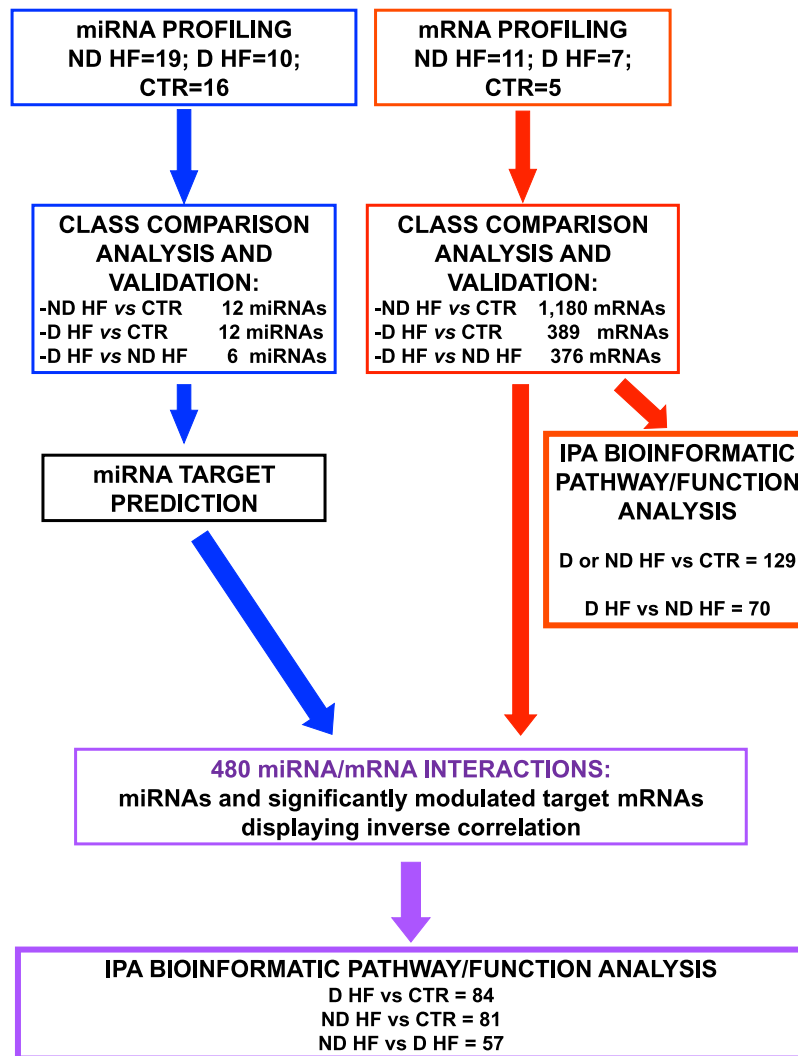 miRNA PROFILING
ND HF=19; D HF=10;
CTR=16
mRNA PROFILING
ND HF=11; D HF=7;
CTR=5
CLASS COMPARISON
ANALYSIS AND
VALIDATION:
-ND HF vs CTR 12 miRNAs
-D HF vs CTR 12 miRNAs
-D HF vs ND HF 6 miRNAs
CLASS COMPARISON
ANALYSIS AND
VALIDATION:
-ND HF vs CTR 1,180 mRNAs
-D HF vs CTR 389 mRNAs
-D HF vs ND HF 376 mRNAs
miRNA TARGET
PREDICTION
IPA BIOINFORMATIC
PATHWAY/FUNCTION
ANALYSIS
D or ND HF vs CTR = 129
D HF vs ND HF = 70
480 miRNA/mRNA INTERACTIONS:
miRNAs and significantly modulated target mRNAs
displaying inverse correlation
IPA BIOINFORMATIC PATHWAY/FUNCTION ANALYSIS
D HF vs CTR = 84
ND HF vs CTR = 81
ND HF vs D HF = 57